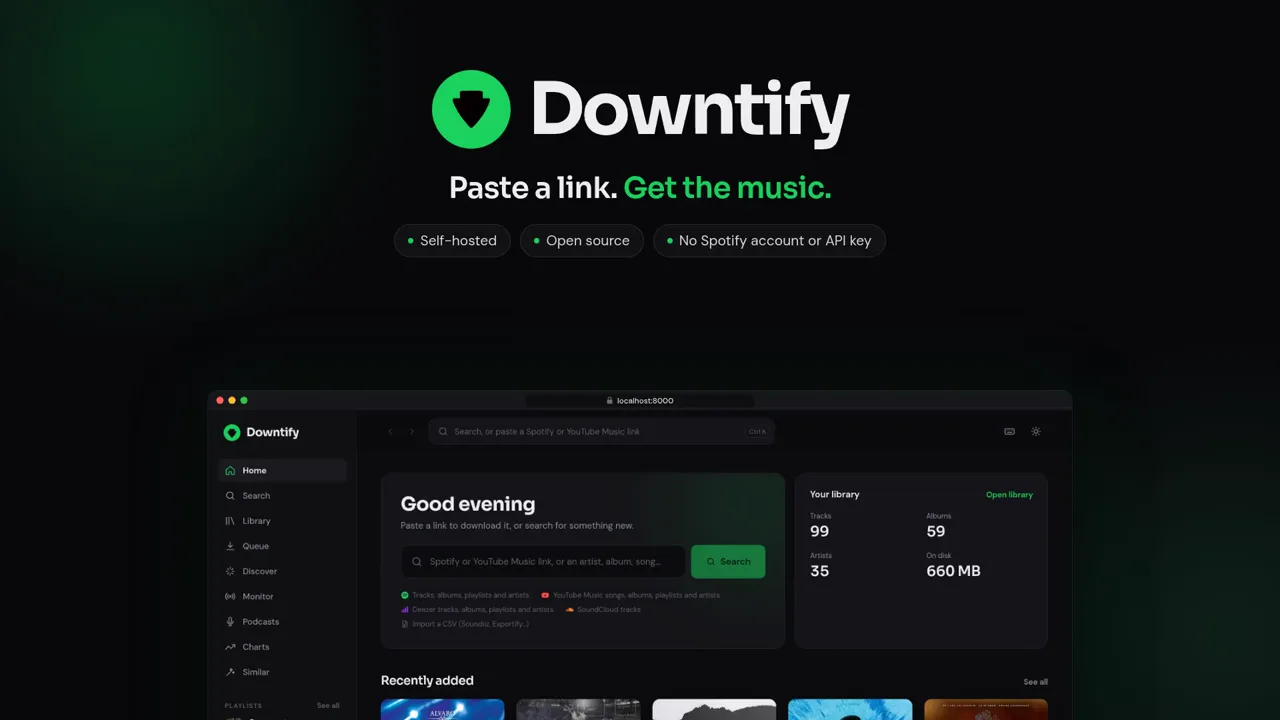 Downtify
Paste a link. Get the music.
Self-hosted
Open source
No Spotify account or API key
localhost:8000
Downtify
Search, or paste a Spotify or YouTube Music link
Ctrl K
Home
Search
Library
Queue
Discover
Monitor
Podcasts
Charts
Similar
PLAYLISTS
See all
Good evening
Paste a link to download it, or search for something new.
Spotify or YouTube Music link, or an artist, album, song...
Search
Tracks, albums, playlists and artists
YouTube Music songs, albums, playlists and artists
Deezer tracks, albums, playlists and artists
SoundCloud tracks
Import a CSV (Soundiiz, Exportify...)
Your library
Open library
Tracks
Albums
99
59
Artists
On disk
35
660 MB
Recently added
See all
ALVARO